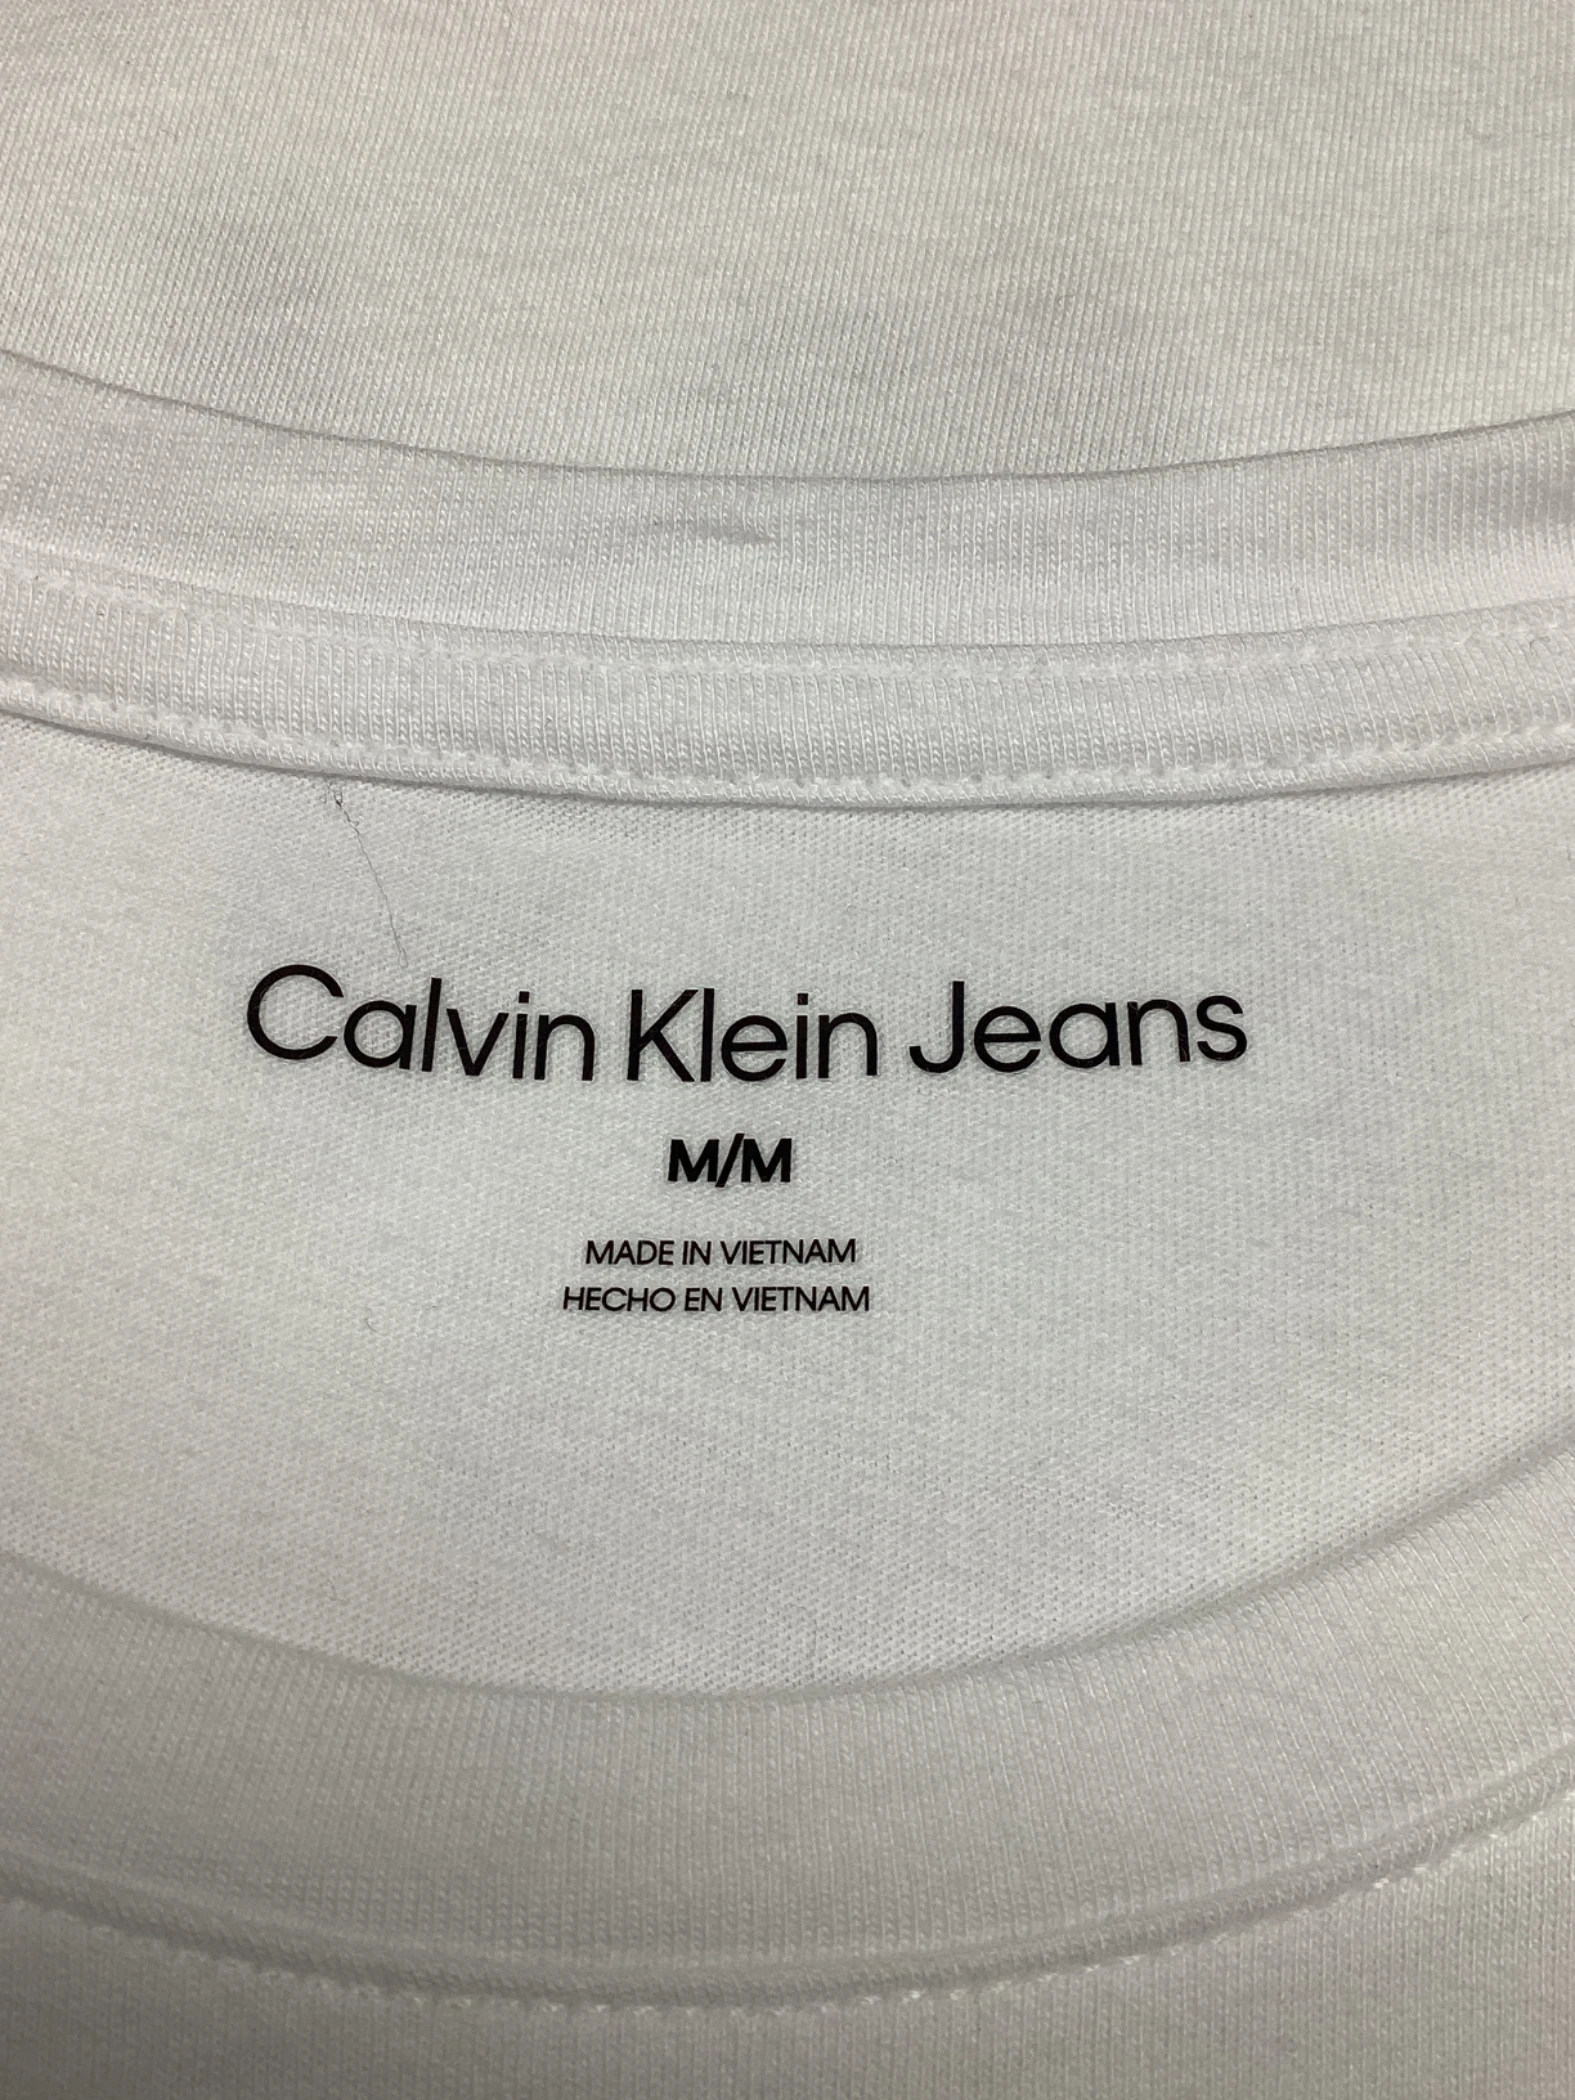 Calvin Klein Jeans
M/M
MADE IN VIETNAM
HECHO EN VIETNAM